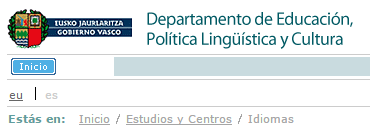 EUSKO JAURLARITZA
GOBIERNO VASCO
Departamento de Educación,
Política Lingüística y Cultura
Inicio
eu | es
Estás en: Inicio / Estudios y Centros / Idiomas